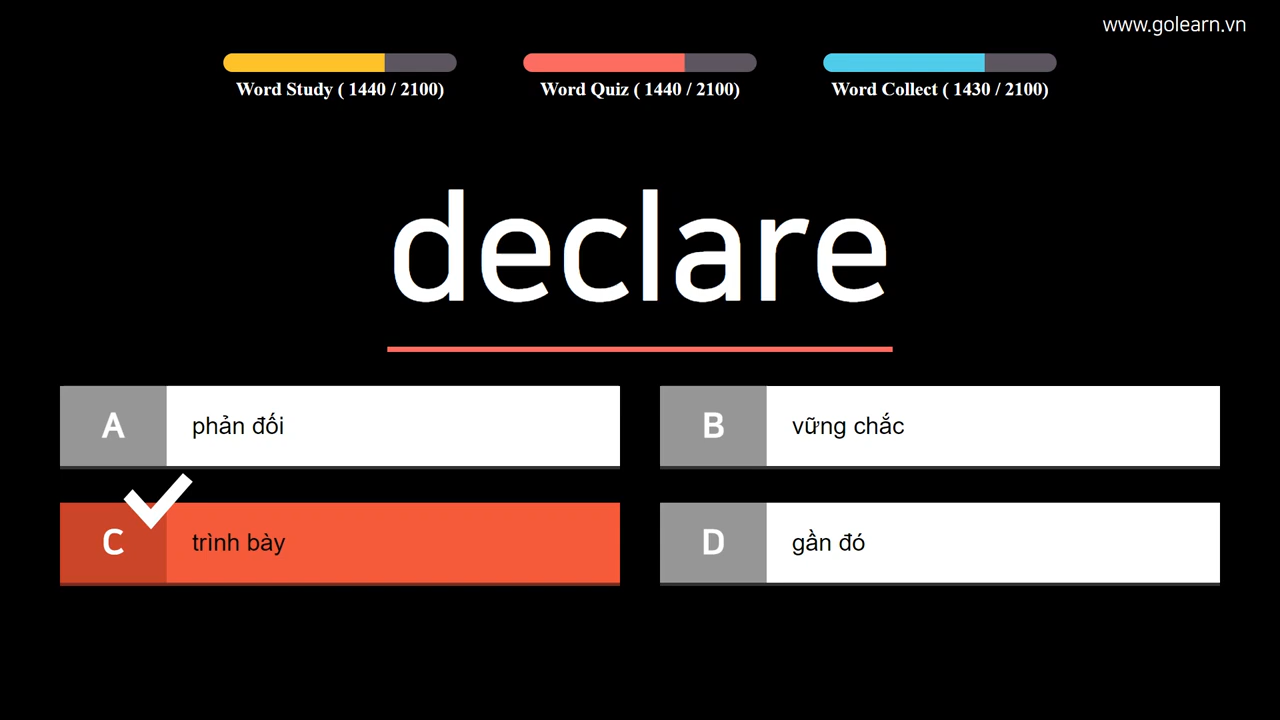 www.golearn.vn
Word Study ( 1440 / 2100)
Word Quiz ( 1440 / 2100)
Word Collect ( 1430 / 2100)
declare
A phản đối
B vững chắc
C trình bày
D gần đó